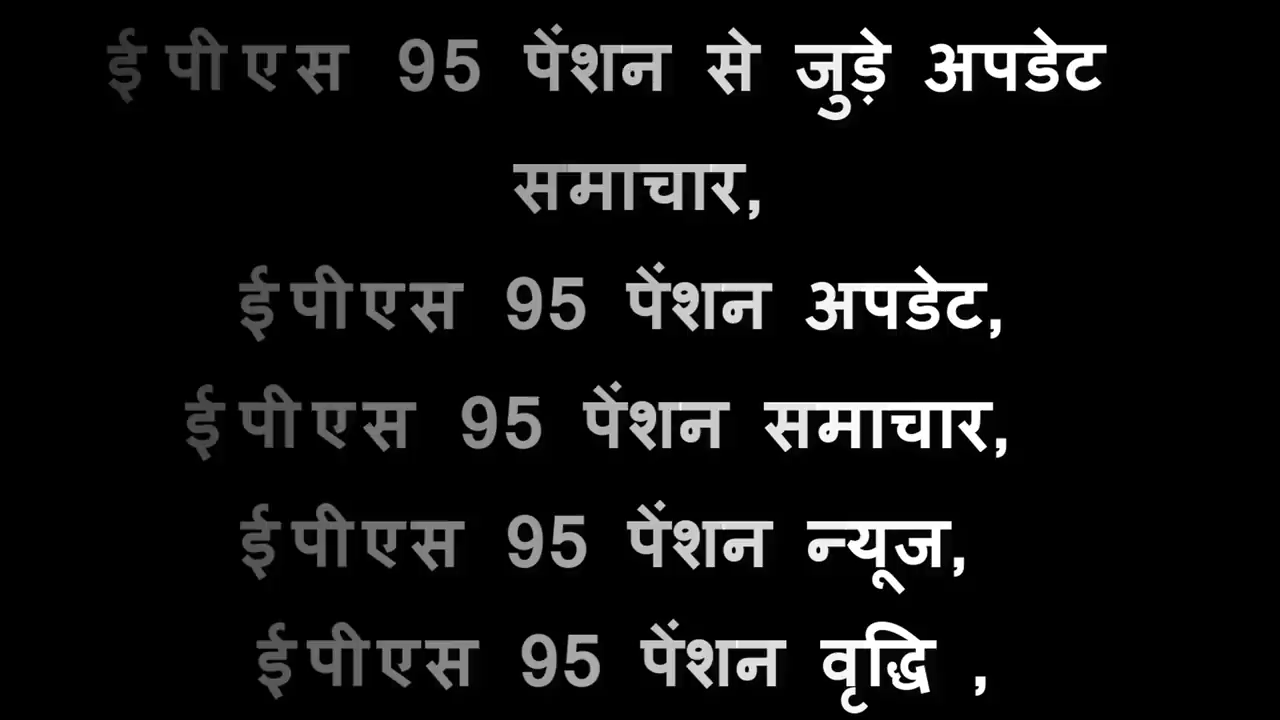 ईपीएस 95 पेंशन से जुड़े अपडेट
समाचार,
ईपीएस 95 पेंशन अपडेट,
ईपीएस 95 पेंशन समाचार,
ईपीएस 95 पेंशन न्यूज,
ईपीएस 95 पेंशन वृद्धि ,